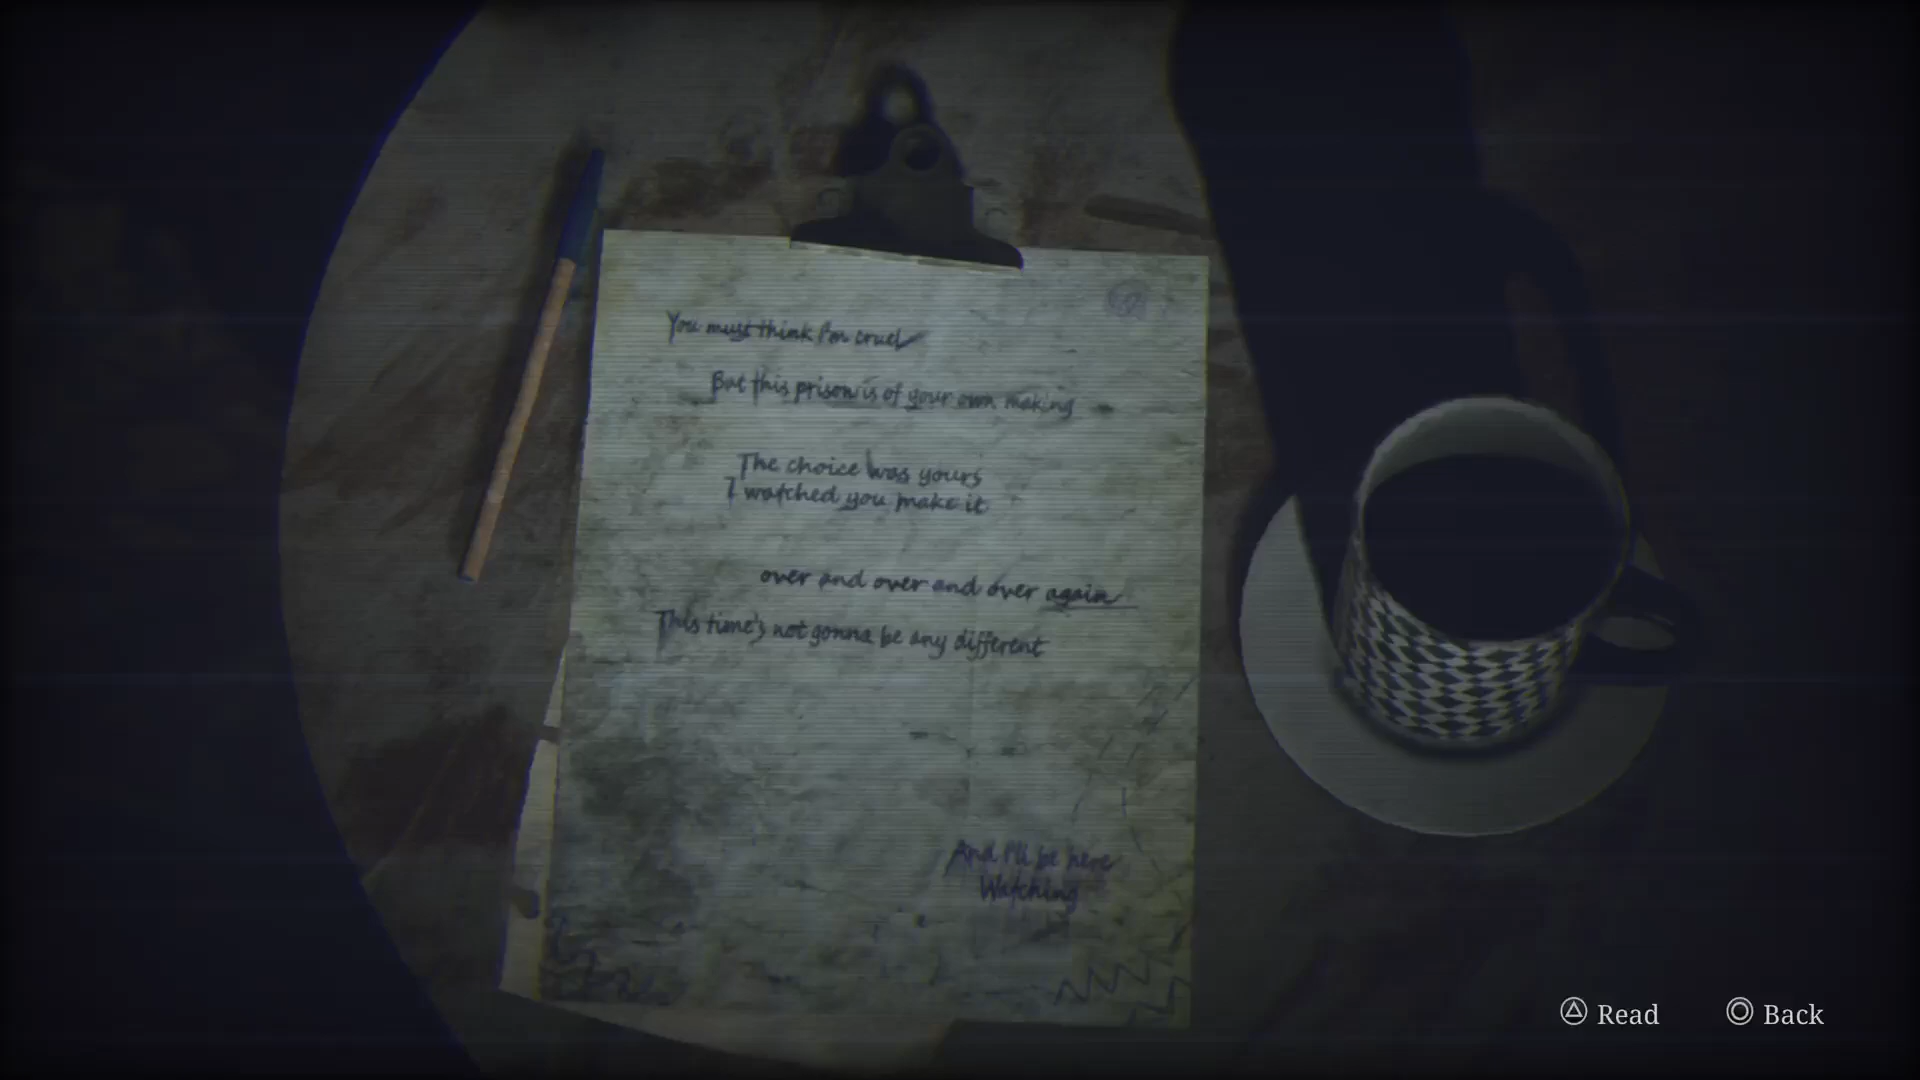 You must think I'm cruel
But this prison is of your own making
The choice was yours
I watched you make it
over and over and over again
This time's not gonna be any different
And I'll be here
Watching
Read
Back